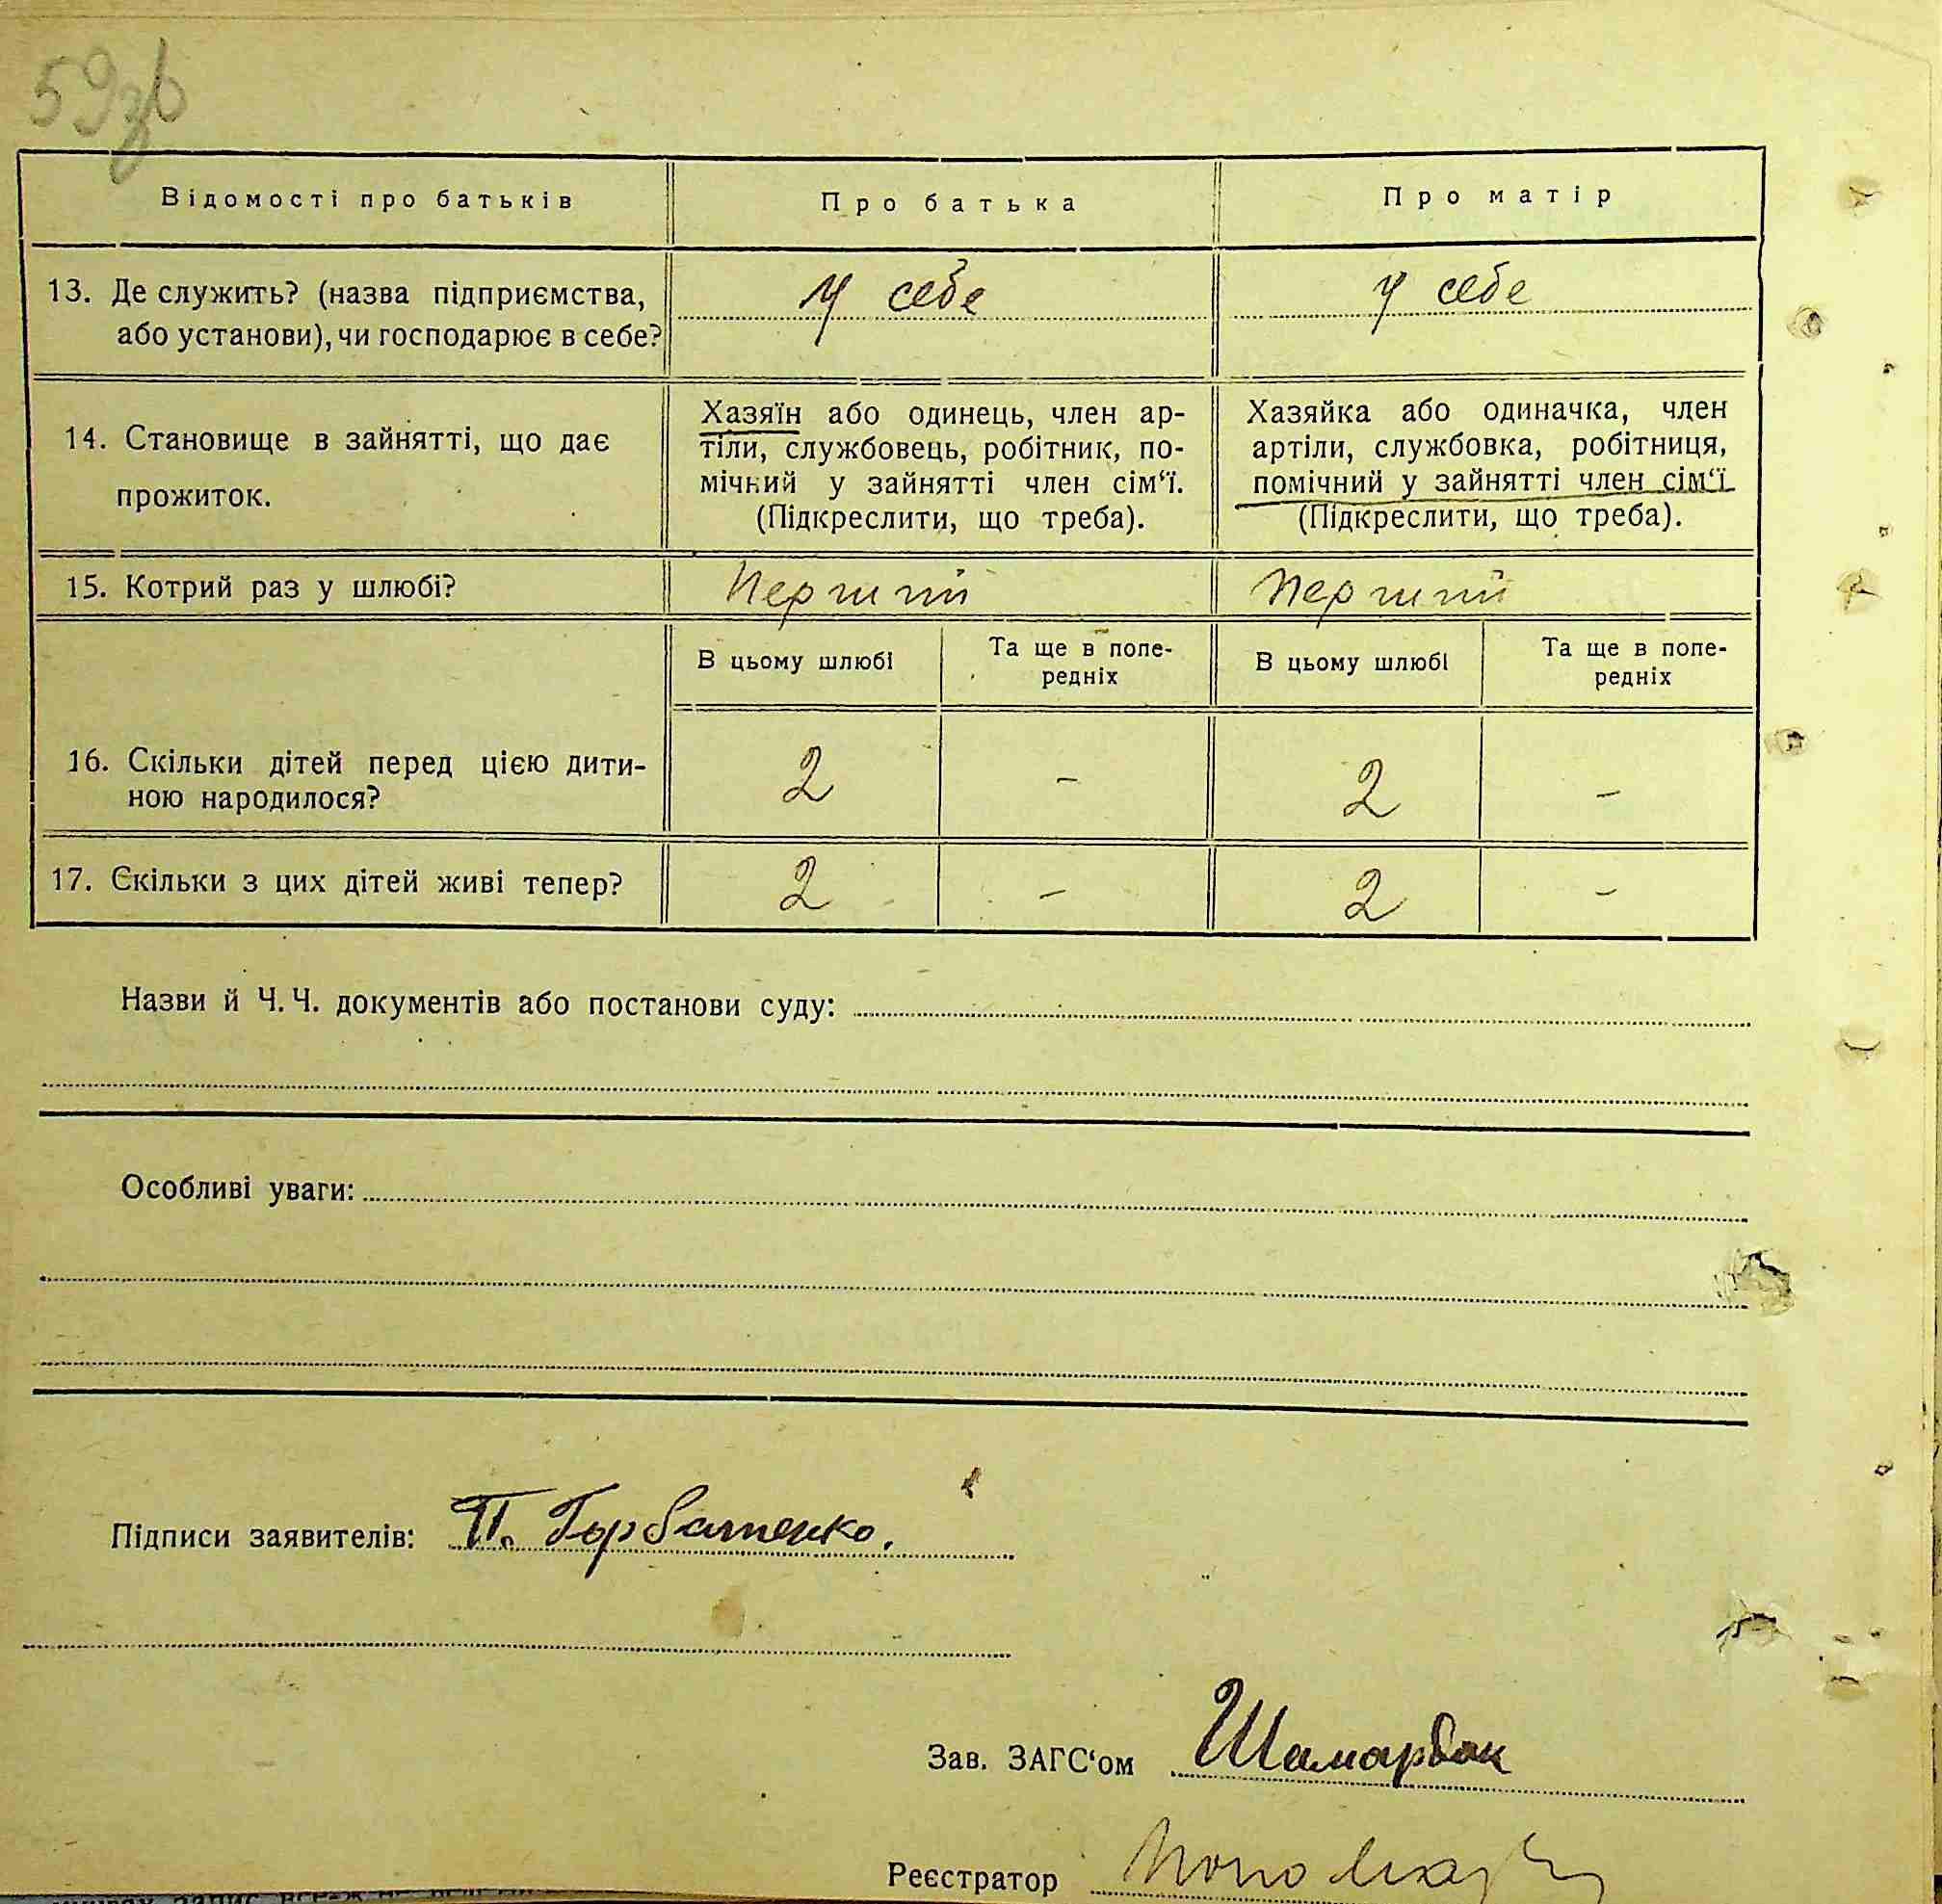 59зв
Відомості про батьків Про батька Про матір
13. Де служить? (назва підприємства, у себе у себе
або установи), чи господарює в себе?
14. Становище в зайнятті, що дає
прожиток.
Хазяїн або одинець, член ар-
тіли, службовець, робітник, по-
мічний у зайнятті член сім‘ї.
(Підкреслити, що треба).
Хазяйка або одиначка, член
артіли, службовка, робітниця,
помічний у зайнятті член сім‘ї
(Підкреслити, що треба).
15. Котрий раз у шлюбі? перший перший
В цьому шлюбі Та ще в попе-
редніх В цьому шлюбі Та ще в попе-
редніх
16. Скільки дітей перед цією дити-
ною народилося? 2 - 2 -
17. Скільки з цих дітей живі тепер? 2 - 2 -
Назви й Ч. Ч. документів або постанови суду:
Особливі уваги:
Підписи заявителів: П. Горбатенко.
Зав. ЗАГС‘ом
Реєстратор